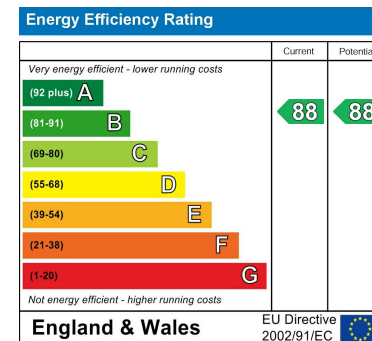 Energy Efficiency Rating
Current Potentia
Very energy efficient - lower running costs
(92 plus) A
(81-91) B
88 88
(69-80) C
(55-68) D
(39-54) E
(21-38) F
(1-20) G
Not energy efficient - higher running costs
England & Wales
EU Directive
2002/91/EC